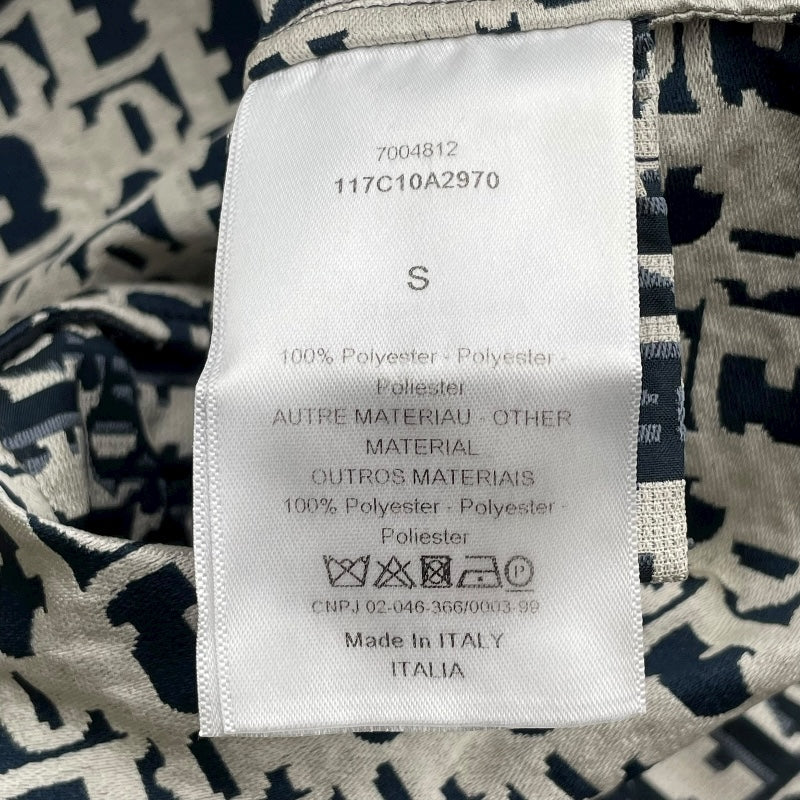 7004812
117C10A2970
S
100% Polyester - Polyester -
Poliester
AUTRE MATERIAU - OTHER
MATERIAL
OUTROS MATERIAIS
100% Polyester - Polyester -
Poliester
P
CNPJ 02-046-366/0003-99
Made In ITALY
ITALIA